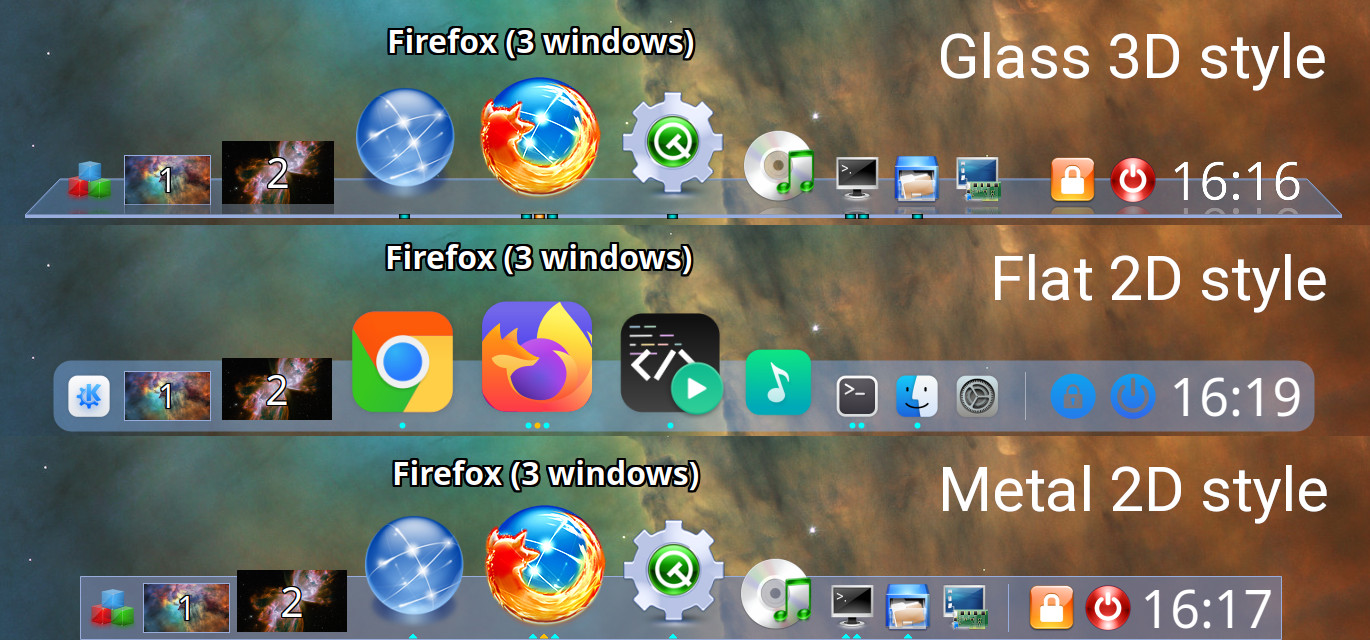 Firefox (3 windows)
Glass 3D style
1
2
>_
16:16
Firefox (3 windows)
Flat 2D style
1
2
</>
>_
16:19
Firefox (3 windows)
Metal 2D style
1
2
>_
16:17